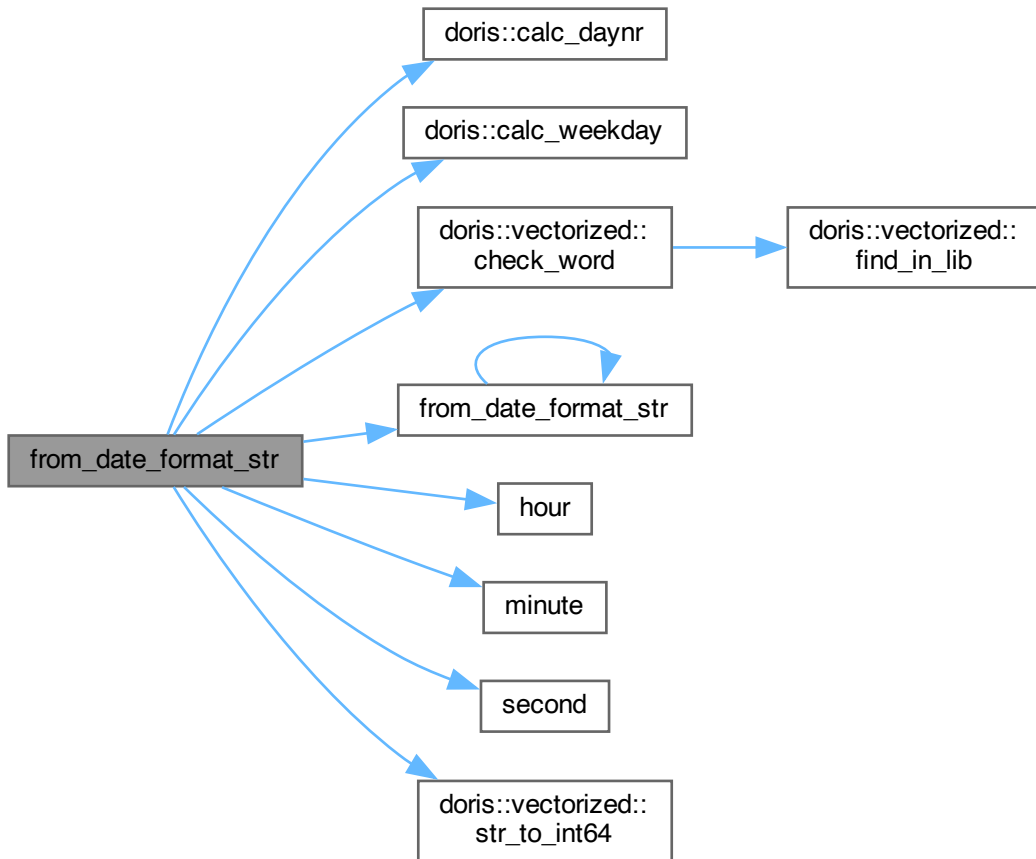 doris::calc_daynr
doris::calc_weekday
doris::vectorized::
check_word
doris::vectorized::
find_in_lib
from_date_format_str
from_date_format_str
hour
minute
second
doris::vectorized::
str_to_int64